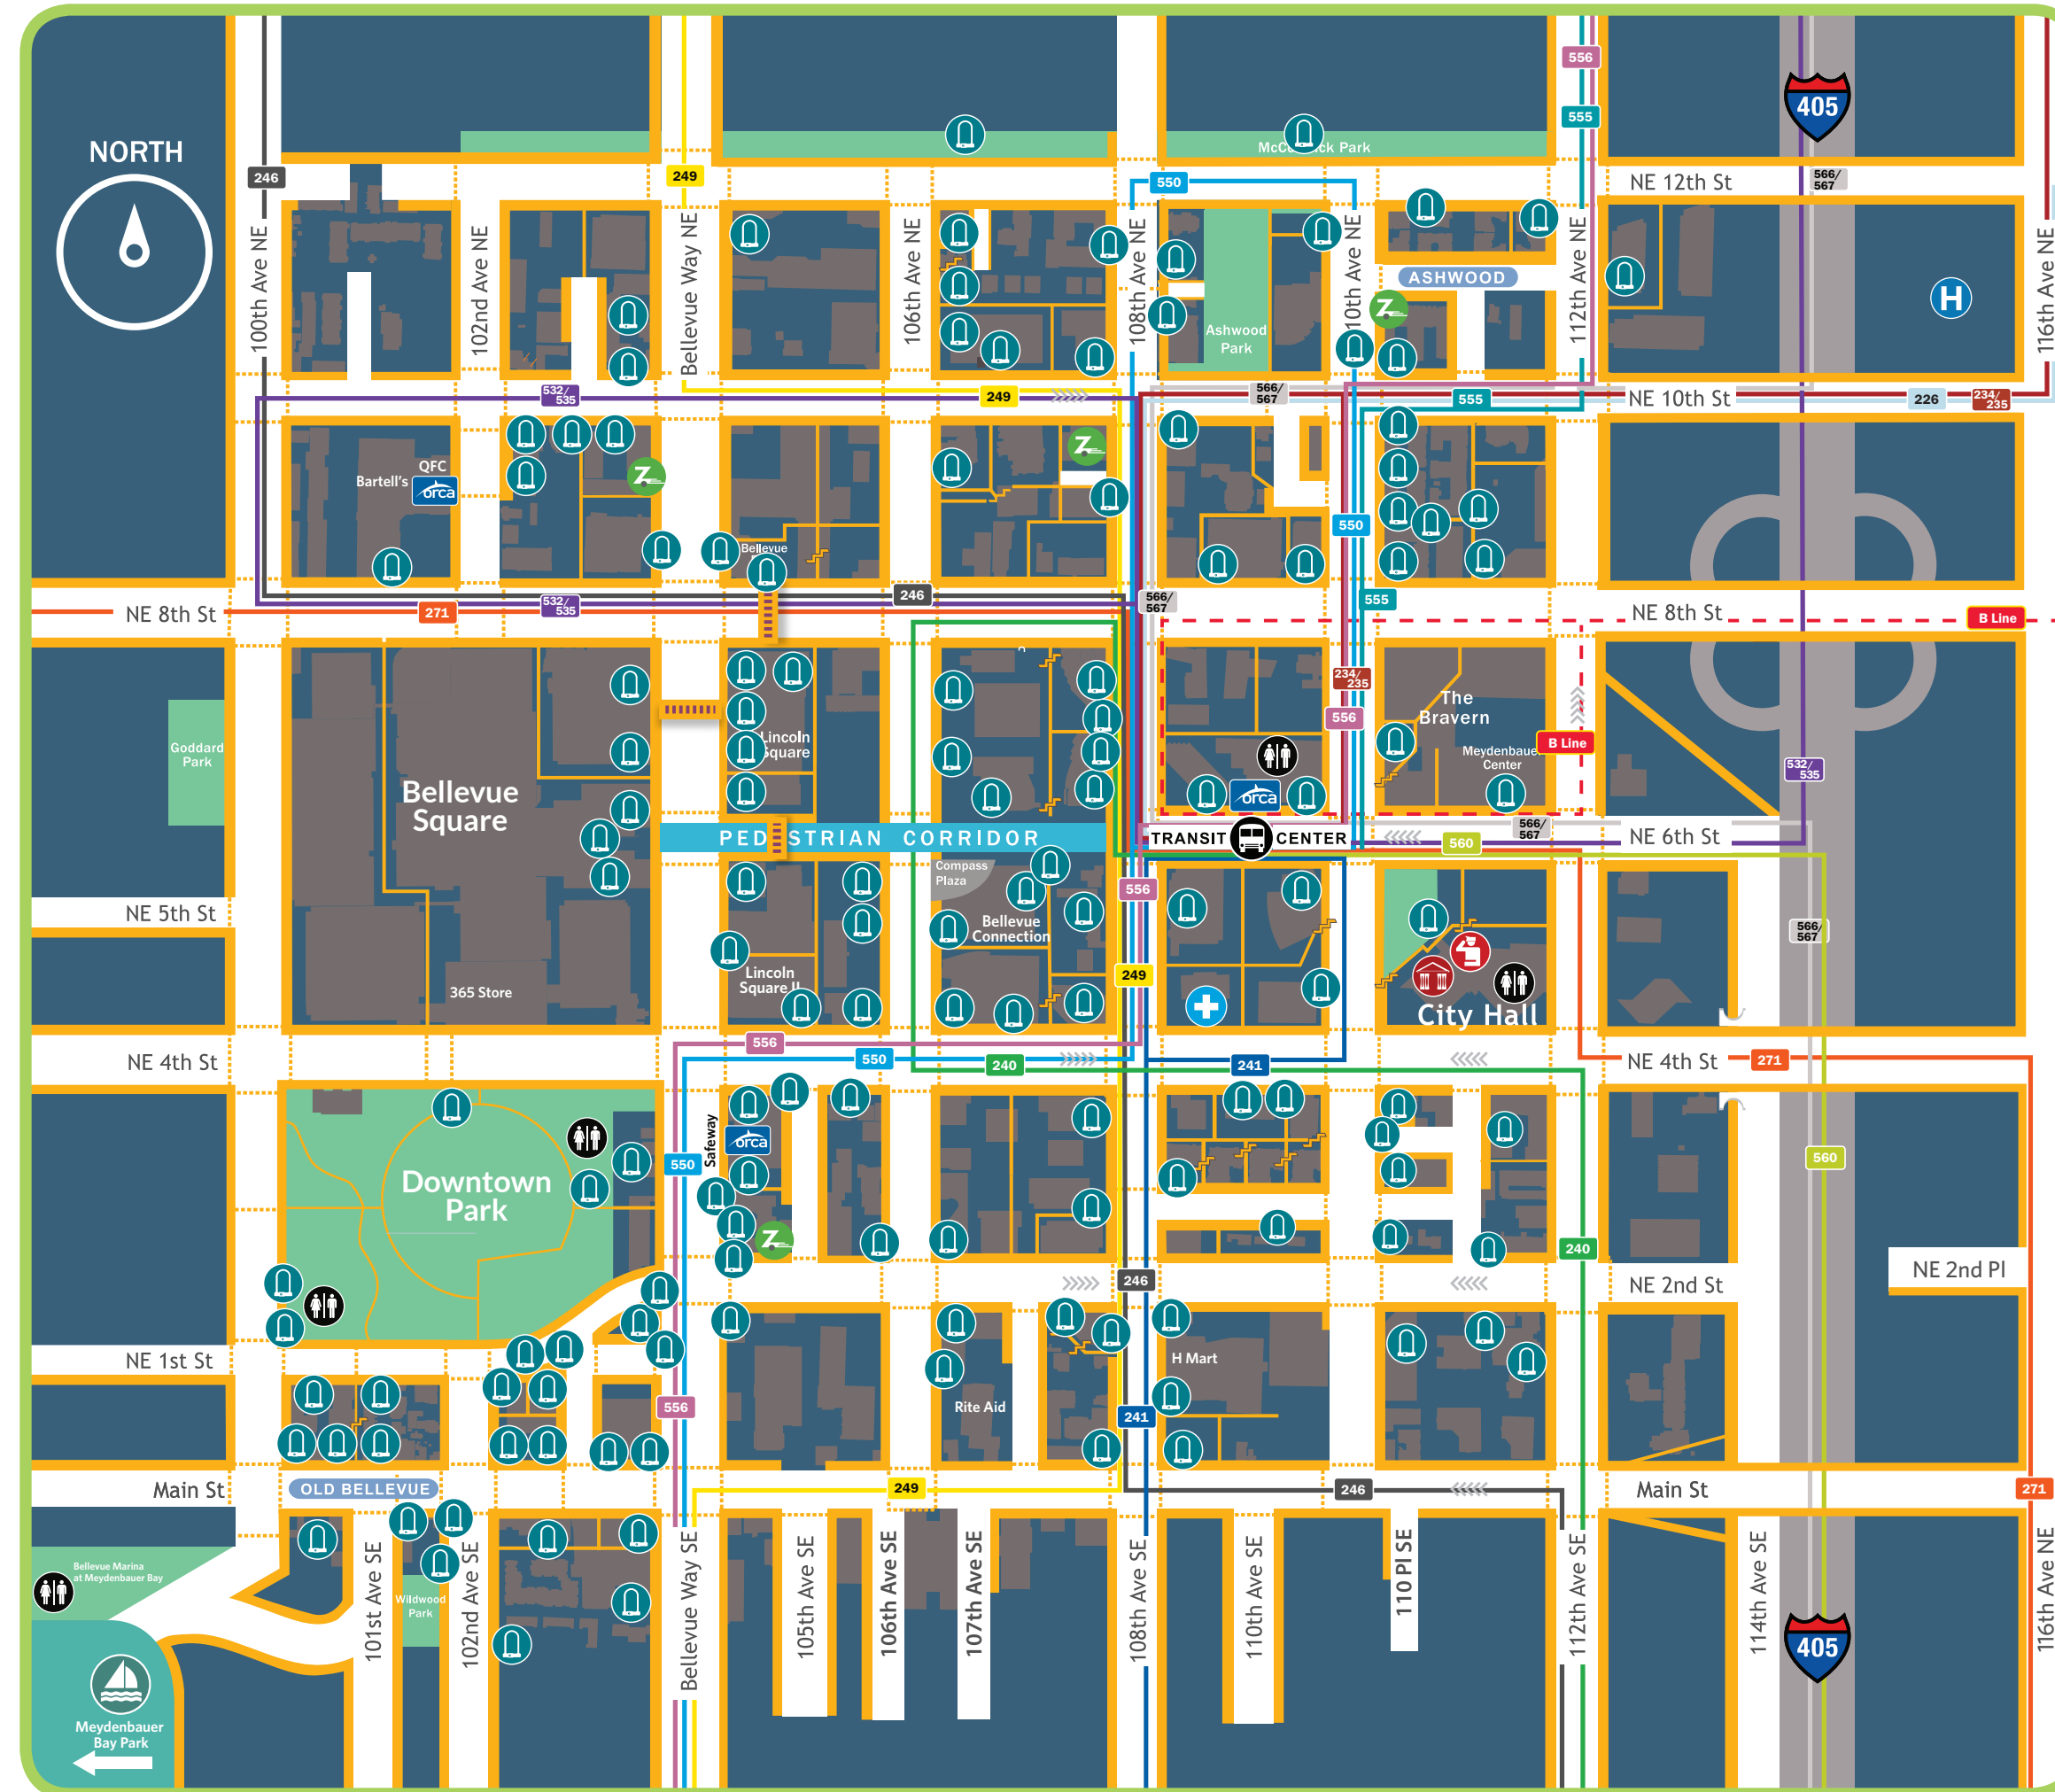 NORTH
246
249
556
555
405
McCo ck Park
NE 12th St
566/
567
550
100th Ave NE
102nd Ave NE
Bellevue Way NE
106th Ave NE
108th Ave NE
10th Ave NE
112th Ave NE
116th Ave NE
ASHWOOD
Ashwood
Park
H
Z
532/
535
249
566/
567
555
NE 10th St
226
234/
235
QFC
Bartell's
orca
Z
Z
Bellevue
550
NE 8th St
271
532/
535
246
566/
567
555
NE 8th St
B Line
Goddard
Park
Bellevue
Square
Lincoln
Square
234/
235
556
The
Bravern
Meydenbauer
Center
B Line
orca
532/
535
PEDESTRIAN CORRIDOR
TRANSIT CENTER
566/
567
560
NE 6th St
Compass
Plaza
Bellevue
Connection
556
249
NE 5th St
566/
567
365 Store
Lincoln
Square II
City Hall
NE 4th St
556
550
240
241
NE 4th St
271
Safeway
orca
550
Downtown
Park
Z
560
240
246
NE 2nd St
NE 2nd Pl
NE 1st St
H Mart
Rite Aid
556
241
Main St
OLD BELLEVUE
249
246
Main St
271
Bellevue Marina
at Meydenbauer Bay
Wildwood
Park
101st Ave SE
102nd Ave SE
Bellevue Way SE
105th Ave SE
106th Ave SE
107th Ave SE
108th Ave SE
110th Ave SE
110 Pl SE
112th Ave SE
114th Ave SE
116th Ave NE
405
Meydenbauer
Bay Park